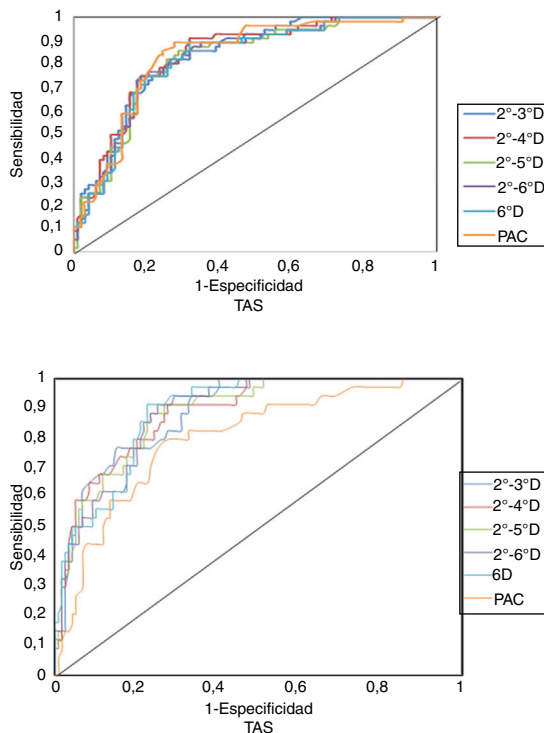 1
0,9
0,8
0,7
0,6
0,5
0,4
0,3
0,2
0,1
0
Sensibilidad
0 0,2 0,4 0,6 0,8 1
1-Especificidad
TAS
2°-3°D
2°-4°D
2°-5°D
2°-6°D
6°D
PAC
1
0,9
0,8
0,7
0,6
0,5
0,4
0,3
0,2
0,1
0
Sensibilidad
0 0,2 0,4 0,6 0,8 1
1-Especificidad
TAS
2°-3°D
2°-4°D
2°-5°D
2°-6°D
6D
PAC